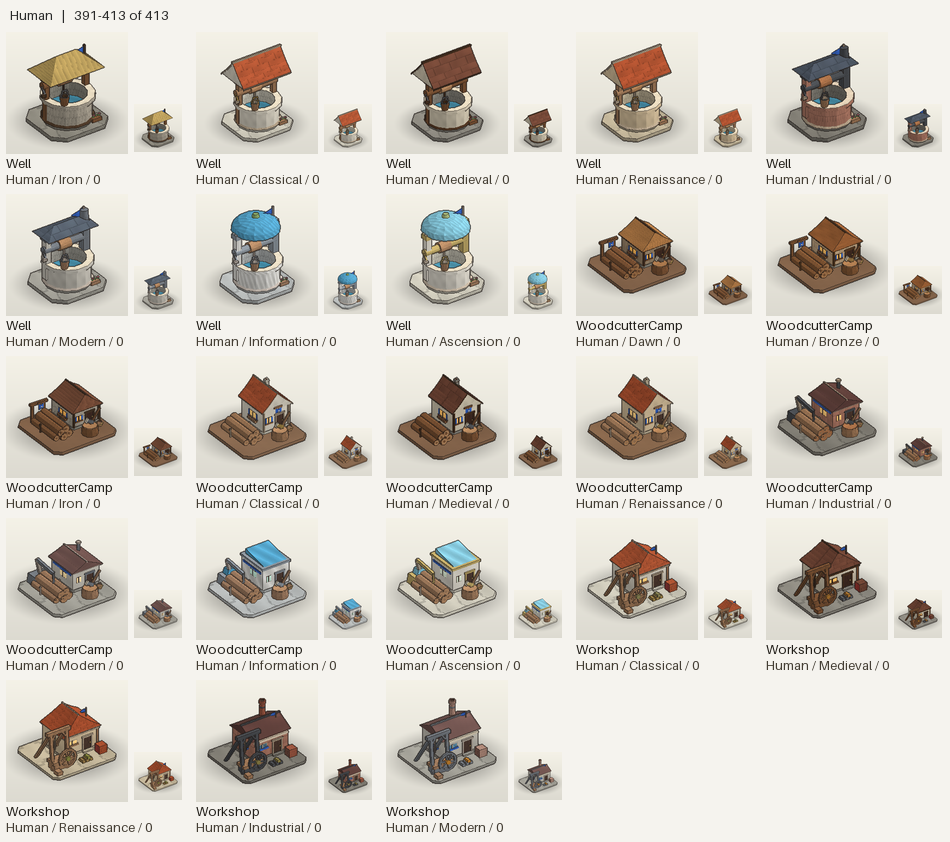 Human | 391-413 of 413
Well
Human / Iron / 0
Well
Human / Classical / 0
Well
Human / Medieval / 0
Well
Human / Renaissance / 0
Well
Human / Industrial / 0
Well
Human / Modern / 0
Well
Human / Information / 0
Well
Human / Ascension / 0
WoodcutterCamp
Human / Dawn / 0
WoodcutterCamp
Human / Bronze / 0
WoodcutterCamp
Human / Iron / 0
WoodcutterCamp
Human / Classical / 0
WoodcutterCamp
Human / Medieval / 0
WoodcutterCamp
Human / Renaissance / 0
WoodcutterCamp
Human / Industrial / 0
WoodcutterCamp
Human / Modern / 0
WoodcutterCamp
Human / Information / 0
WoodcutterCamp
Human / Ascension / 0
Workshop
Human / Classical / 0
Workshop
Human / Medieval / 0
Workshop
Human / Renaissance / 0
Workshop
Human / Industrial / 0
Workshop
Human / Modern / 0